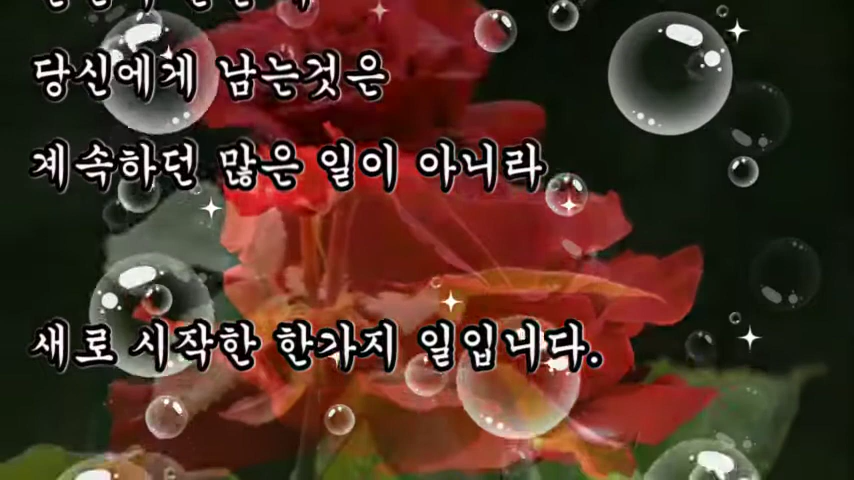 당신에게 남는것은
계속하던 많은 일이 아니라
새로 시작한 한가지 일입니다.